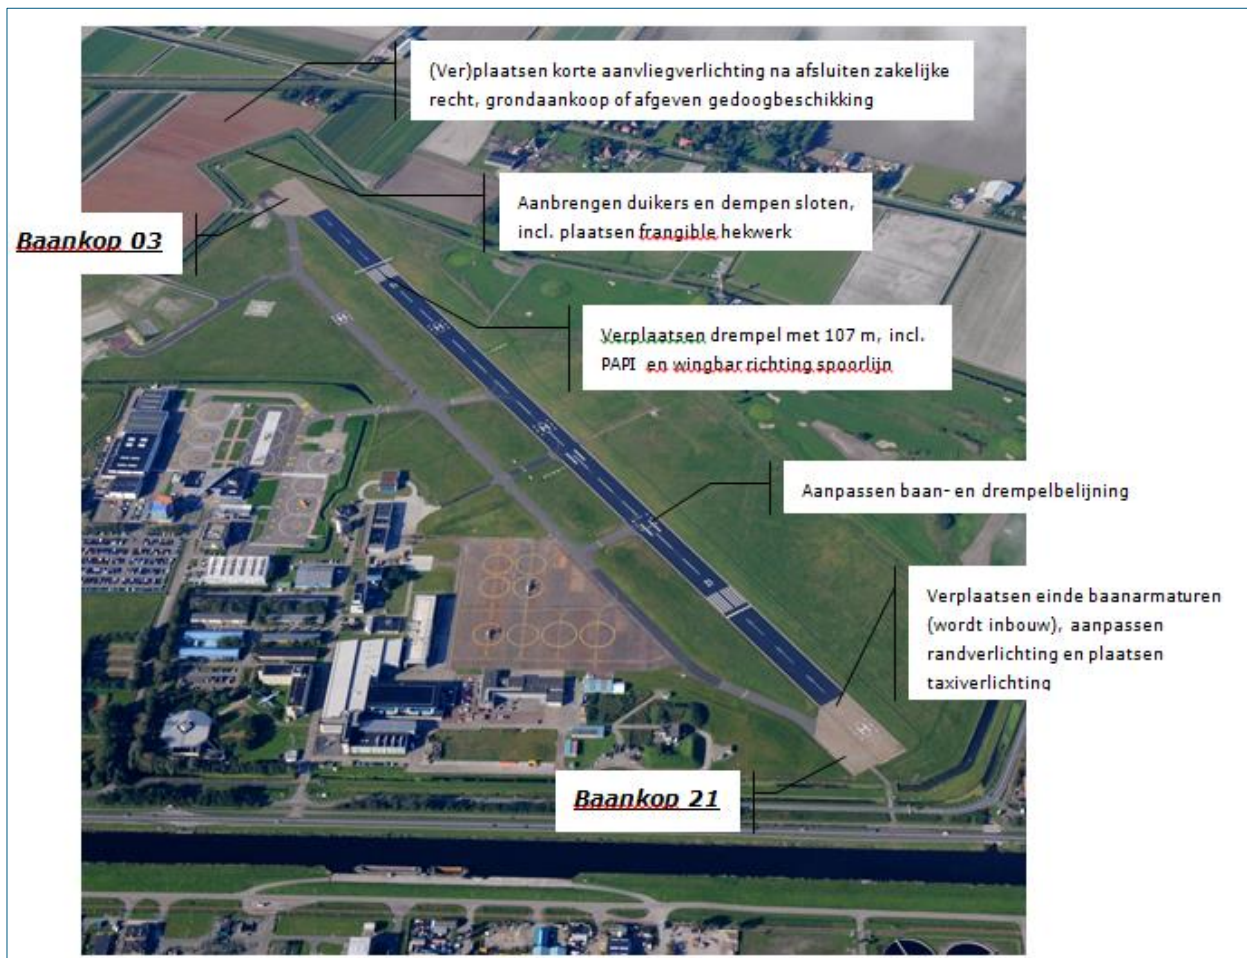 (Ver)plaatsen korte aanvliegverlichting na afsluiten zakelijke
recht, grondaankoop of afgeven gedoogbeschikking
Aanbrengen duikers en dempen sloten,
incl. plaatsen frangible hekwerk
Baankop 03
Verplaatsen drempel met 107 m, incl.
PAPI en wingbar richting spoorlijn
Aanpassen baan- en drempelbelijning
Verplaatsen einde baanarmaturen
(wordt inbouw), aanpassen
randverlichting en plaatsen
taxiverlichting
Baankop 21